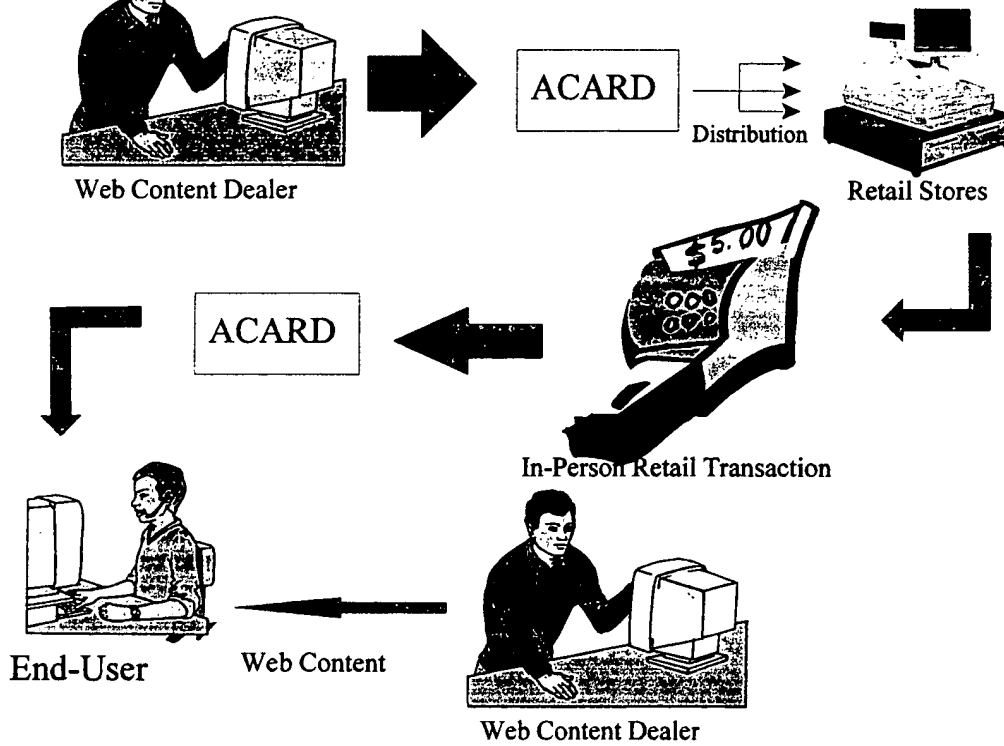 ACARD
Distribution
Web Content Dealer
Retail Stores
$5.00
ACARD
In-Person Retail Transaction
End-User
Web Content
Web Content Dealer